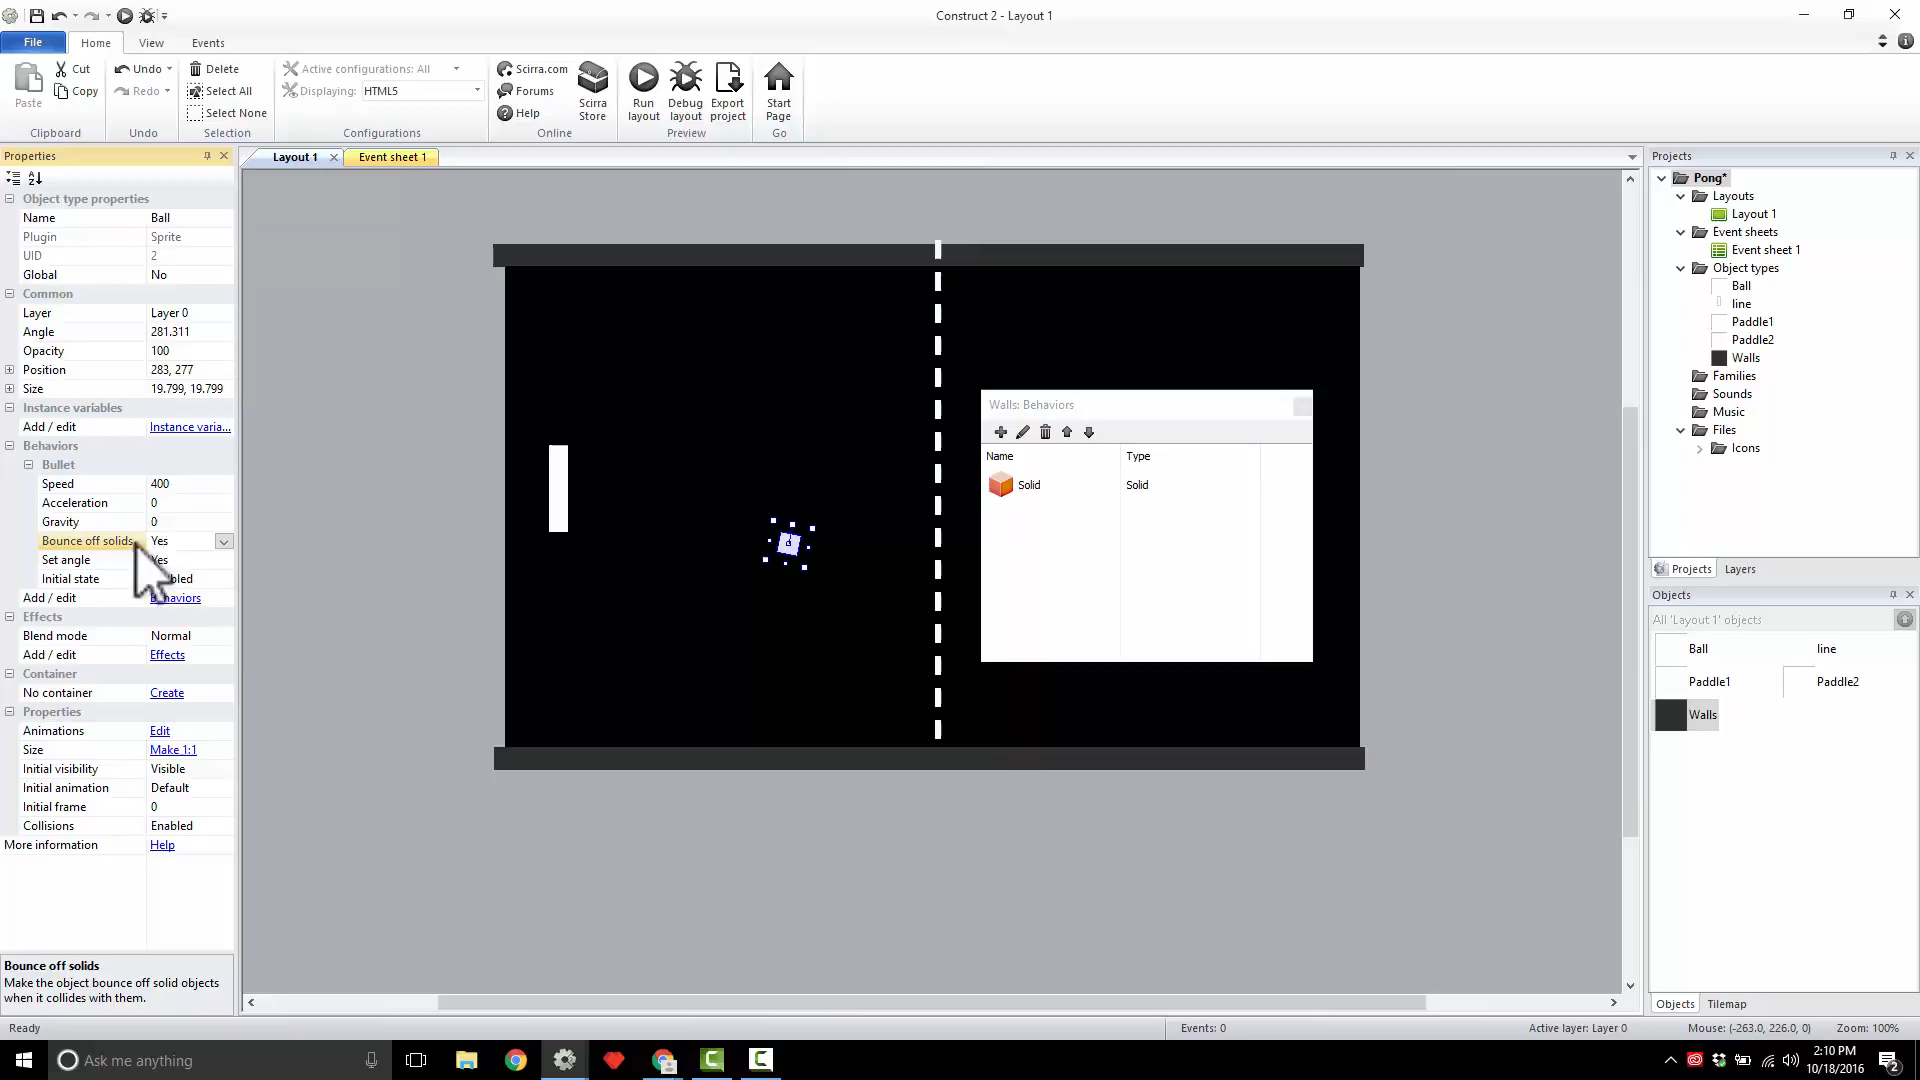 Construct 2 - Layout 1
File
Home
View
Events
Paste
Cut
Copy
Clipboard
Undo
Redo
Undo
Delete
Select All
Select None
Selection
Active configurations: All
Displaying:
HTML5
Configurations
Scirra.com
Forums
Help
Scirra
Store
Online
Run
layout
Debug
layout
Export
project
Preview
Start
Page
Go
Properties
Object type properties
Name Ball
Plugin Sprite
UID 2
Global No
Common
Layer Layer 0
Angle 281.311
Opacity 100
Position 283, 277
Size 19.799, 19.799
Instance variables
Add / edit Instance varia...
Behaviors
Bullet
Speed 400
Acceleration 0
Gravity 0
Bounce off solids Yes
Set angle Yes
Initial state
Add / edit
Effects
Blend mode Normal
Add / edit Effects
Container
No container Create
Properties
Animations Edit
Size Make 1:1
Initial visibility Visible
Initial animation Default
Initial frame 0
Collisions Enabled
More information Help
Bounce off solids
Make the object bounce off solid objects
when it collides with them.
Layout 1
Event sheet 1
Walls: Behaviors
Name Type
Solid Solid
Projects
Pong*
Layouts
Layout 1
Event sheets
Event sheet 1
Object types
Ball
line
Paddle1
Paddle2
Walls
Families
Sounds
Music
Files
Icons
Projects
Layers
Objects
All 'Layout 1' objects
Ball
line
Paddle1
Paddle2
Walls
Objects
Tilemap
Ready
Events: 0
Active layer: Layer 0
Mouse: (-263.0, 226.0, 0)
Zoom: 100%
Ask me anything
2:10 PM
10/18/2016
2